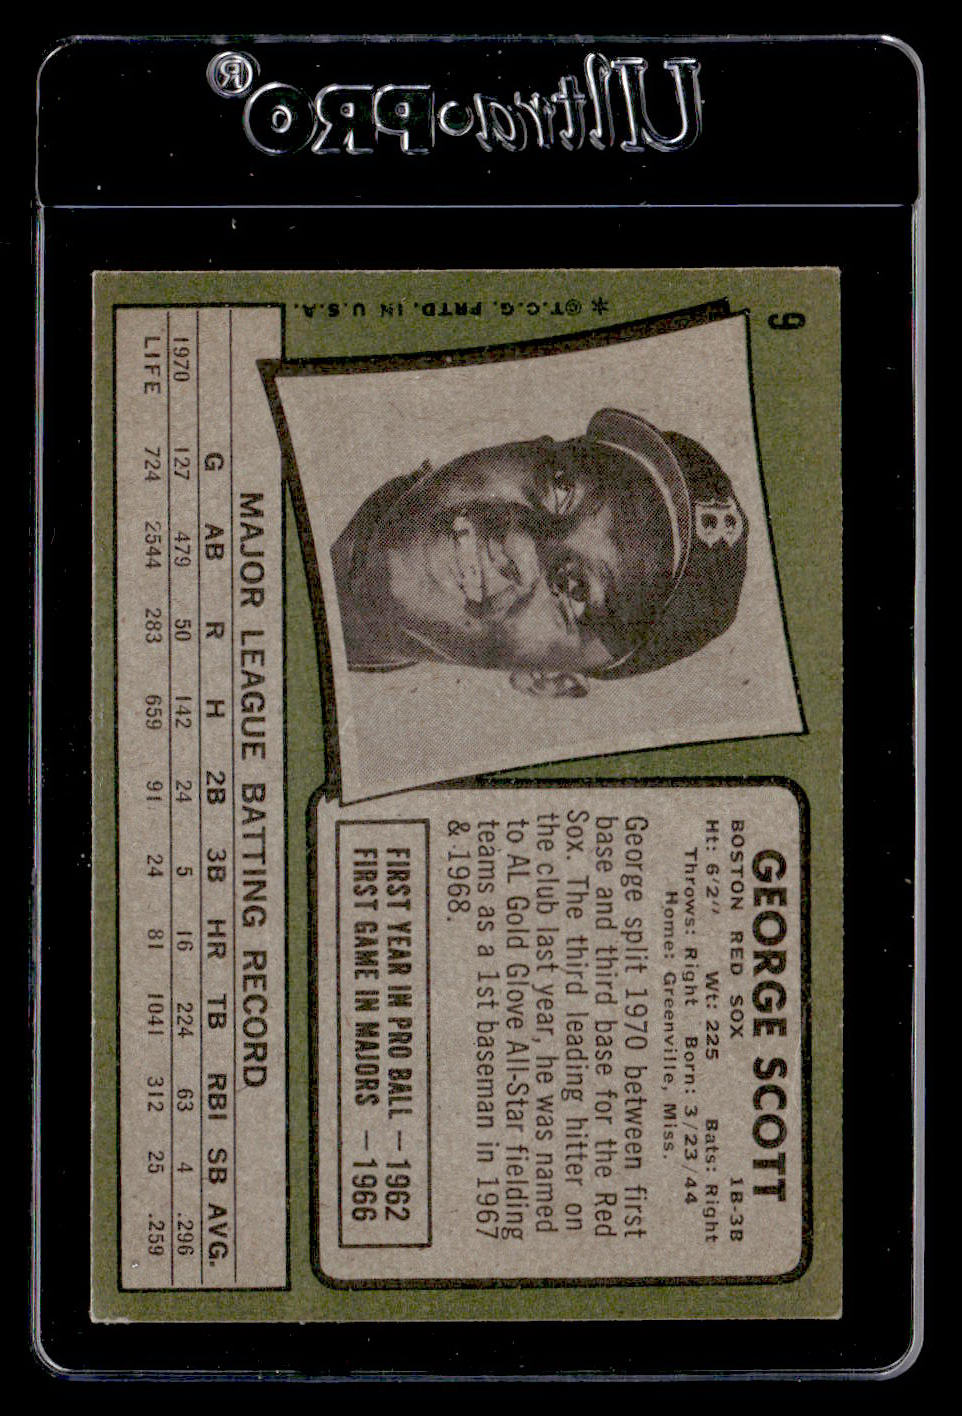 Ultra•PRO®
9
*©T.C.G. PRTD. IN U.S.A.
B
GEORGE SCOTT
BOSTON RED SOX 1B-3B
Ht: 6'2" Wt: 225 Bats: Right
Throws: Right Born: 3/23/44
Home: Greenville, Miss.
George split 1970 between first
base and third base for the Red
Sox. The third leading hitter on
the club last year, he was named
to AL Gold Glove All-Star fielding
teams as a 1st baseman in 1967
& 1968.
FIRST YEAR IN PRO BALL — 1962
FIRST GAME IN MAJORS — 1966
MAJOR LEAGUE BATTING RECORD
G AB R H 2B 3B HR TB RBI SB AVG.
1970 127 479 50 142 24 5 16 224 63 4 .296
LIFE 724 2544 283 659 91 24 81 1041 312 25 .259